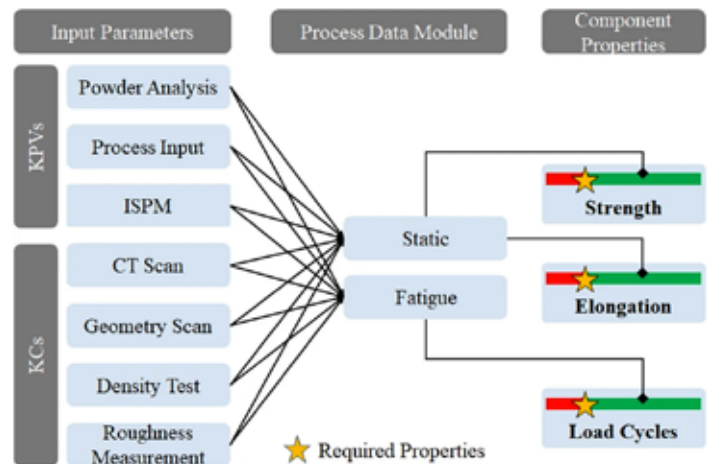 Input Parameters
Process Data Module
Component
Properties
KPVs
Powder Analysis
Process Input
ISPM
KCs
CT Scan
Geometry Scan
Density Test
Roughness
Measurement
Static
Fatigue
Strength
Elongation
Load Cycles
Required Properties